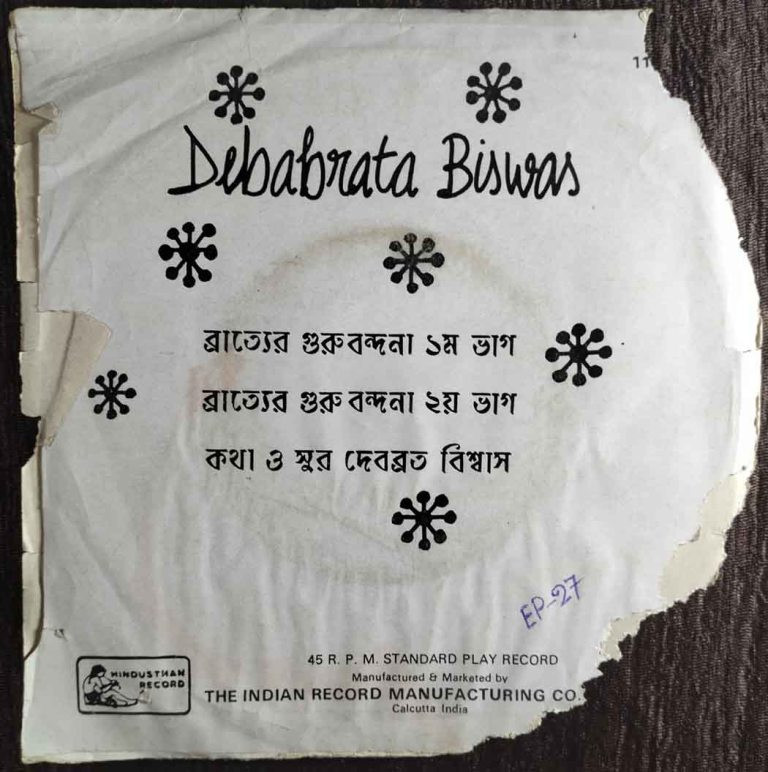 11
Debabrata Biswas
ব্রাত্যের গুরুবন্দনা ১ম ভাগ
ব্রাত্যের গুরু বন্দনা ২য় ভাগ
কথা ও সুর দেবব্রত বিশ্বাস
EP-27
45 R. P. M. STANDARD PLAY RECORD
Manufactured & Marketed by
THE INDIAN RECORD MANUFACTURING CO.
Calcutta India
HINDUSTHAN
RECORD